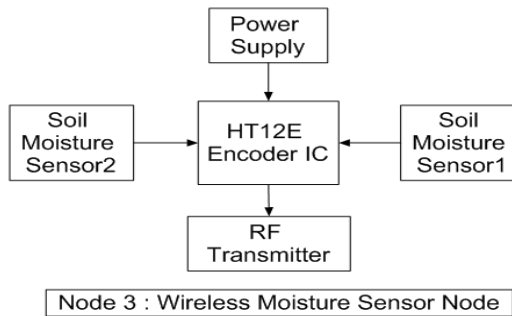 Power
Supply
Soil
Moisture
Sensor2
HT12E
Encoder IC
Soil
Moisture
Sensor1
RF
Transmitter
Node 3 : Wireless Moisture Sensor Node